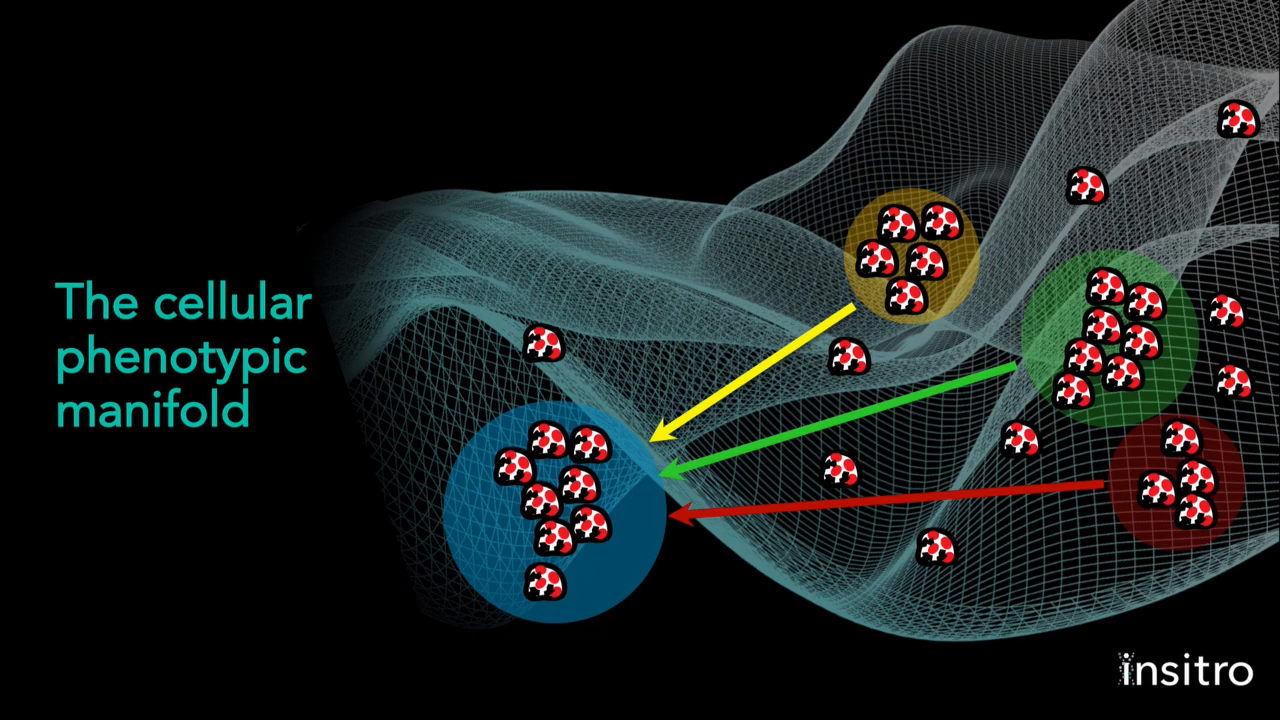 The cellular
phenotypic
manifold
insitro